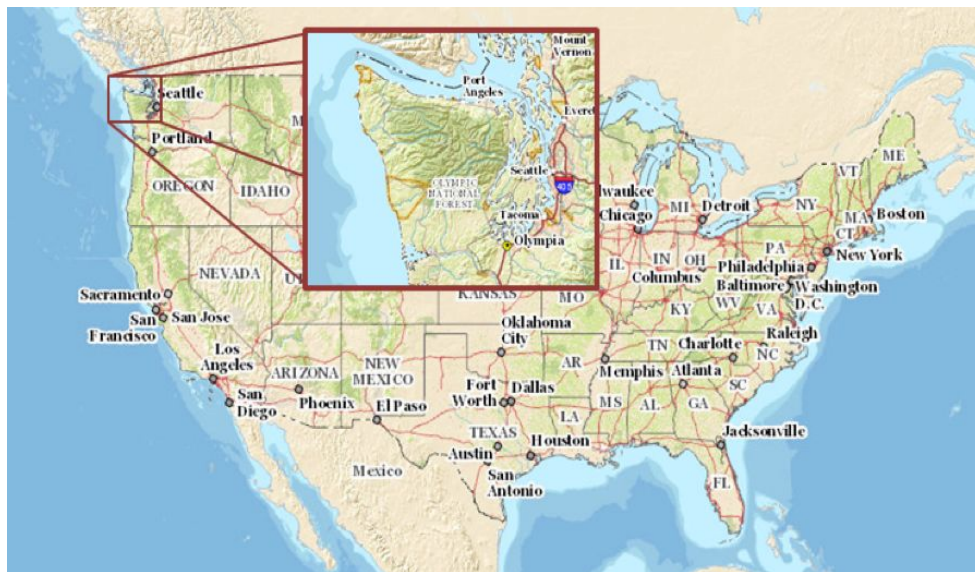 Mount
Vernon
Port
Angeles
Everett
Seattle
OLYMPIC
NATIONAL
FOREST
405
Tacoma
Olympia
Seattle
Portland
OREGON
IDAHO
ME
VT
NY
MI
lwaukee
Detroit
Chicago
MA
Boston
CT
New York
PA
IL
IN
OH
Columbus
Philadelphia
Baltimore
Washington
D.C.
NEVADA
KANSAS
MO
WV
VA
KY
Sacramento
San
Francisco
San Jose
Oklahoma
City
Raleigh
Charlotte
TN
NC
Los
Angeles
ARIZONA
NEW
MEXICO
AR
Memphis
Atlanta
SC
San
Diego
Phoenix
El Paso
Fort
Worth
Dallas
MS
AL
GA
LA
TEXAS
Jacksonville
Austin
Houston
Mexico
San
Antonio
FL